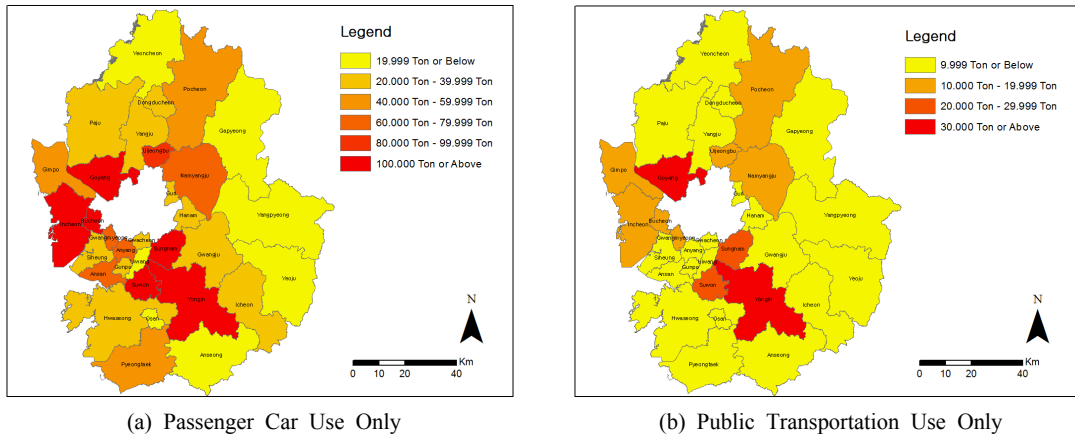 Legend
19.999 Ton or Below
20.000 Ton - 39.999 Ton
40.000 Ton - 59.999 Ton
60.000 Ton - 79.999 Ton
80.000 Ton - 99.999 Ton
100.000 Ton or Above
Yeoncheon
Pocheon
Dongducheon
Paju
Yangju
Gapyeong
Uijeongbu
Gimpo
Goyang
Namyangju
Guri
Yangpyeong
Hanam
Incheon
Bucheon
Gwacheon
Siheung
Anyang
Sungnam
Gwangju
Gunpo
Ansan
Suwon
Yeoju
Yongin
Icheon
Hwaseong
Osan
Pyeongtaek
Anseong
N
Km
0 10 20 40
(a) Passenger Car Use Only
Legend
9.999 Ton or Below
10.000 Ton - 19.999 Ton
20.000 Ton - 29.999 Ton
30.000 Ton or Above
Yeoncheon
Pocheon
Dongducheon
Paju
Yangju
Gapyeong
Uijeongbu
Gimpo
Goyang
Namyangju
Guri
Yangpyeong
Hanam
Incheon
Bucheon
Gwacheon
Siheung
Anyang
Sungnam
Gwangju
Gunpo
Ansan
Suwon
Yeoju
Yongin
Icheon
Hwaseong
Osan
Pyeongtaek
Anseong
N
Km
0 10 20 40
(b) Public Transportation Use Only